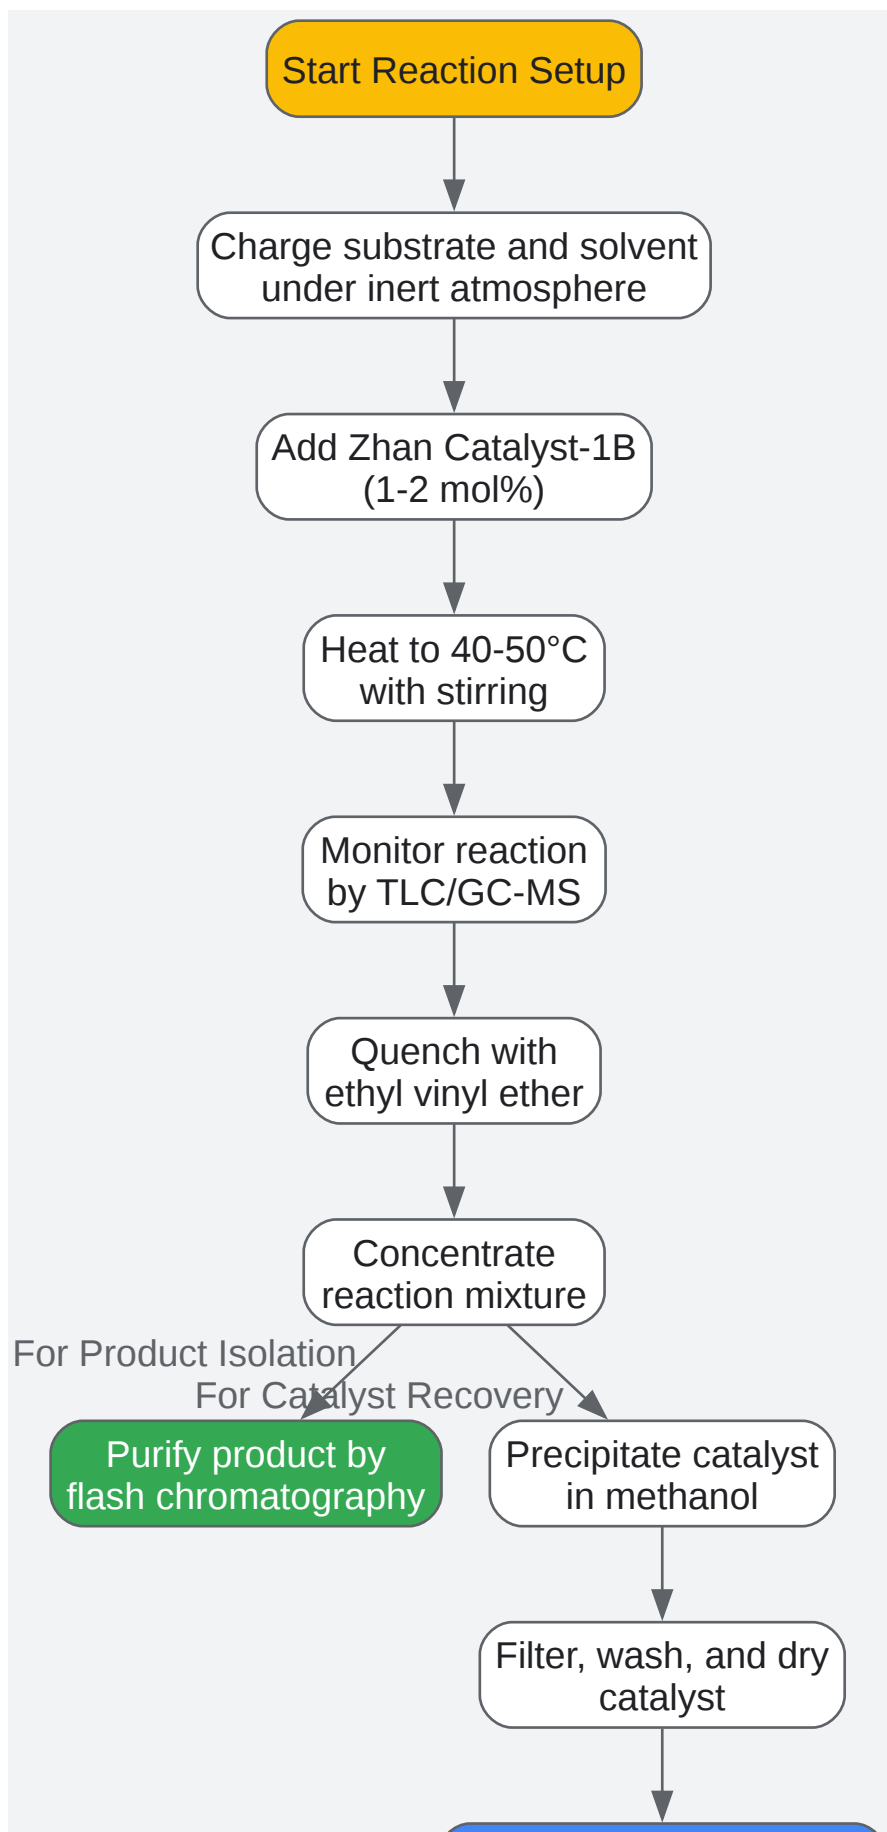 Start Reaction Setup
Charge substrate and solvent
under inert atmosphere
Add Zhan Catalyst-1B
(1-2 mol%)
Heat to 40-50°C
with stirring
Monitor reaction
by TLC/GC-MS
Quench with
ethyl vinyl ether
Concentrate
reaction mixture
For Product Isolation
For Catalyst Recovery
Purify product by
flash chromatography
Precipitate catalyst
in methanol
Filter, wash, and dry
catalyst